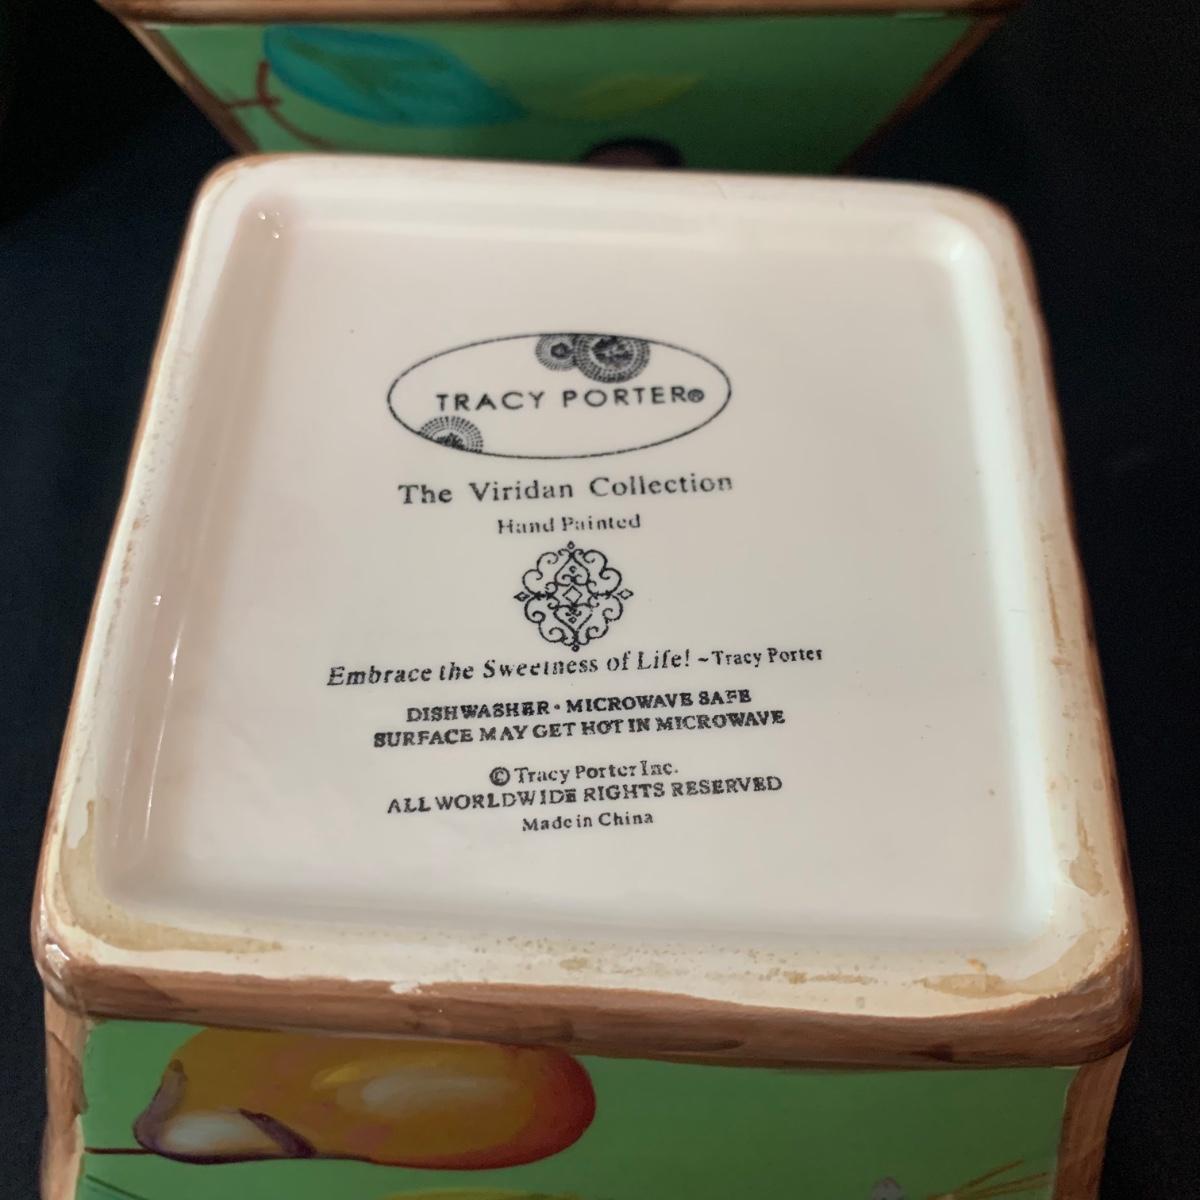 TRACY PORTER®
The Viridan Collection
Hand Painted
Embrace the Sweetness of Life! ~Tracy Porter
DISHWASHER · MICROWAVE SAFE
SURFACE MAY GET HOT IN MICROWAVE
© Tracy Porter Inc.
ALL WORLDWIDE RIGHTS RESERVED
Made in China